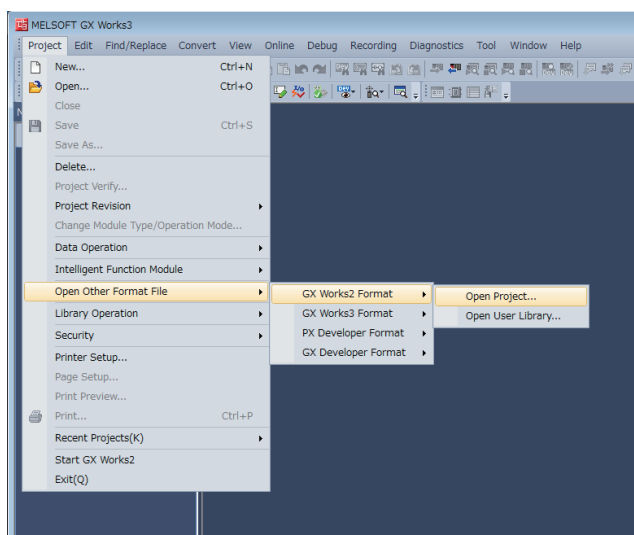 MELSOFT GX Works3
Project Edit Find/Replace Convert View Online Debug Recording Diagnostics Tool Window Help
New... Ctrl+N
Open... Ctrl+O
Close
Save Ctrl+S
Save As...
Delete...
Project Verify...
Project Revision
Change Module Type/Operation Mode...
Data Operation
Intelligent Function Module
Open Other Format File
GX Works2 Format
Open Project...
Library Operation
GX Works3 Format
Open User Library...
Security
PX Developer Format
Printer Setup...
GX Developer Format
Page Setup...
Print Preview...
Print... Ctrl+P
Recent Projects(K)
Start GX Works2
Exit(Q)